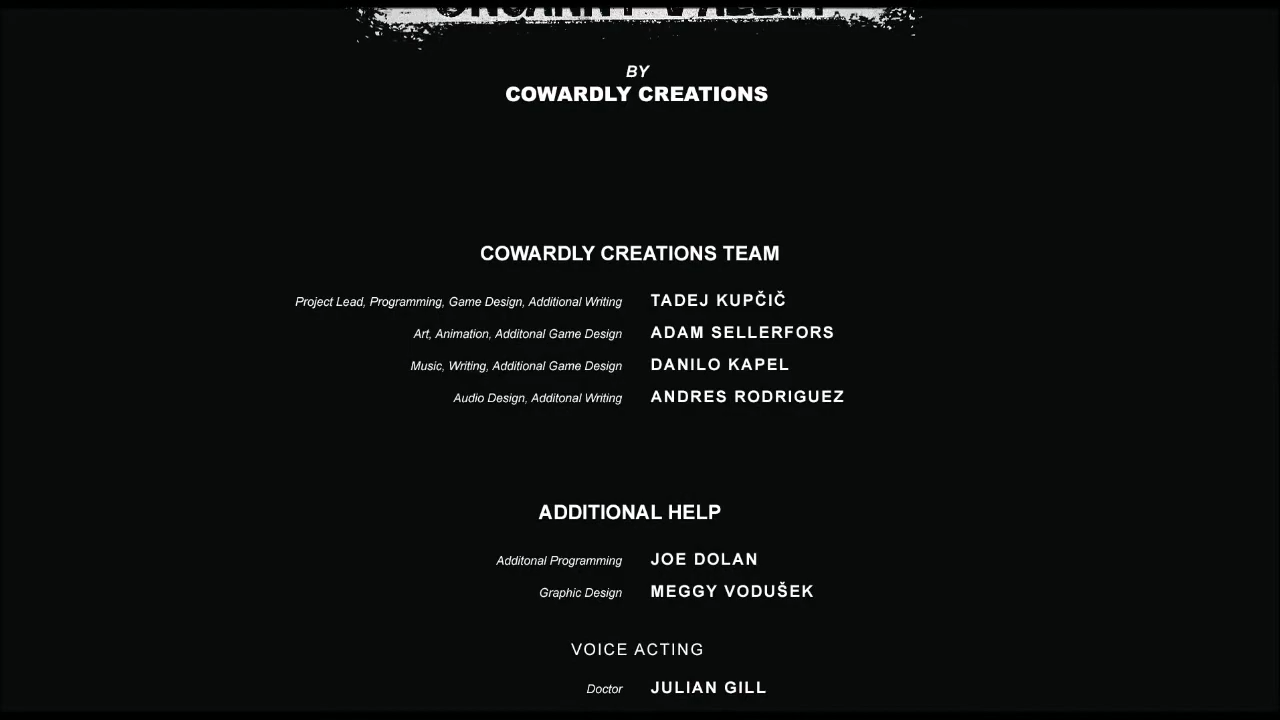 BY
COWARDLY CREATIONS
COWARDLY CREATIONS TEAM
Project Lead, Programming, Game Design, Additional Writing TADEJ KUPČIČ
Art, Animation, Additonal Game Design ADAM SELLERFORS
Music, Writing, Additional Game Design DANILO KAPEL
Audio Design, Additonal Writing ANDRES RODRIGUEZ
ADDITIONAL HELP
Additonal Programming JOE DOLAN
Graphic Design MEGGY VODUŠEK
VOICE ACTING
Doctor JULIAN GILL